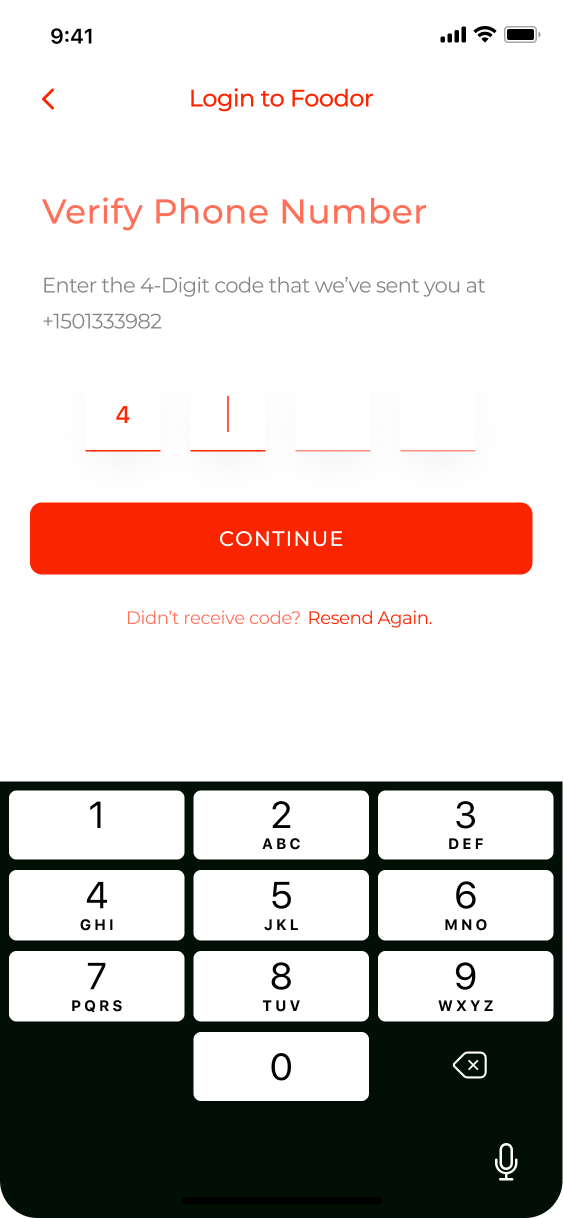 9:41
Login to Foodor
Verify Phone Number
Enter the 4-Digit code that we’ve sent you at
+1501333982
4
CONTINUE
Didn’t receive code? Resend Again.
1 2 3
ABC DEF
4 5 6
GHI JKL MNO
7 8 9
PQRS TUV WXYZ
0